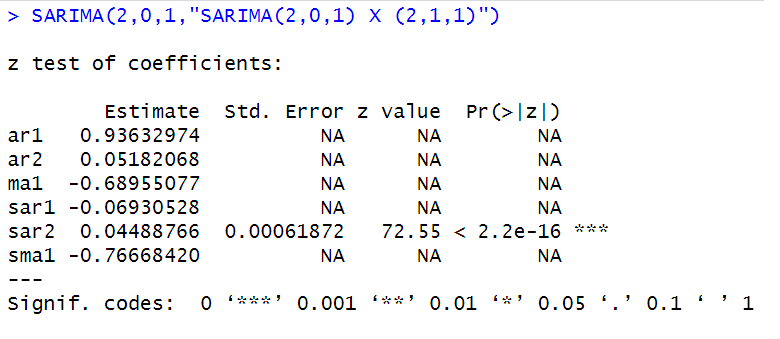 > SARIMA(2,0,1,"SARIMA(2,0,1) X (2,1,1)")
z test of coefficients:
Estimate Std. Error z value Pr(>|z|)
ar1 0.93632974 NA NA NA
ar2 0.05182068 NA NA NA
ma1 -0.68955077 NA NA NA
sar1 -0.06930528 NA NA NA
sar2 0.04488766 0.00061872 72.55 < 2.2e-16 ***
sma1 -0.76668420 NA NA NA
---
Signif. codes: 0 ‘***’ 0.001 ‘**’ 0.01 ‘*’ 0.05 ‘.’ 0.1 ‘ ’ 1